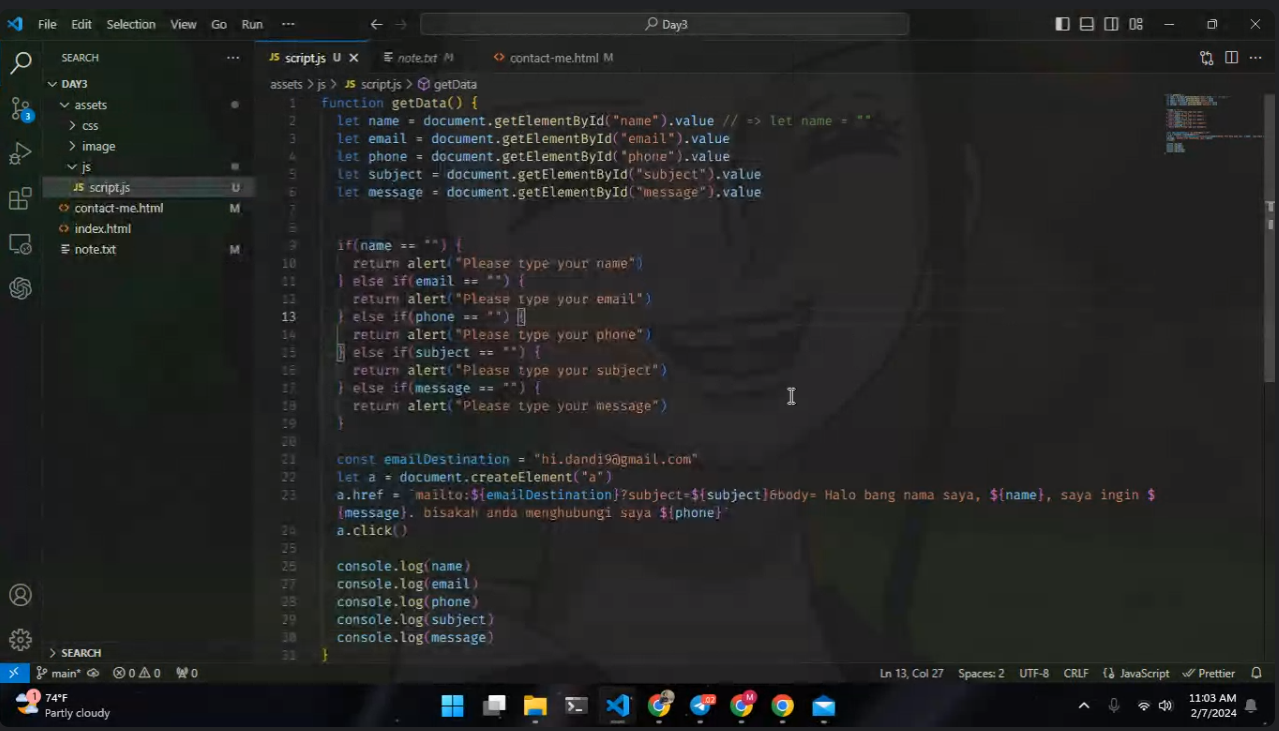 File Edit Selection View Go Run ··· Day3
SEARCH ···
DAY3
assets
css
image
js
JS script.js U
contact-me.html M
index.html
note.txt M
SEARCH
JS script.js U
note.txt M
contact-me.html M
assets > js > JS script.js > getData
1 function getData() {
2 let name = document.getElementById("name").value // => let name = ""
3 let email = document.getElementById("email").value
4 let phone = document.getElementById("phone").value
5 let subject = document.getElementById("subject").value
6 let message = document.getElementById("message").value
7
8
9 if(name == "") {
10 return alert("Please type your name")
11 } else if(email == "") {
12 return alert("Please type your email")
13 } else if(phone == "") {
14 return alert("Please type your phone")
15 } else if(subject == "") {
16 return alert("Please type your subject")
17 } else if(message == "") {
18 return alert("Please type your message")
19 }
20
21 const emailDestination = "hi.dandi9@gmail.com"
22 let a = document.createElement("a")
23 a.href = `mailto:${emailDestination}?subject=${subject}&body= Halo bang nama saya, ${name}, saya ingin $
{message}. bisakah anda menghubungi saya ${phone}`
24 a.click()
25
26 console.log(name)
27 console.log(email)
28 console.log(phone)
29 console.log(subject)
30 console.log(message)
31 }
3
main* 0 0 0 Ln 13, Col 27 Spaces: 2 UTF-8 CRLF JavaScript Prettier
1 74°F
Partly cloudy
02
M
11:03 AM
2/7/2024